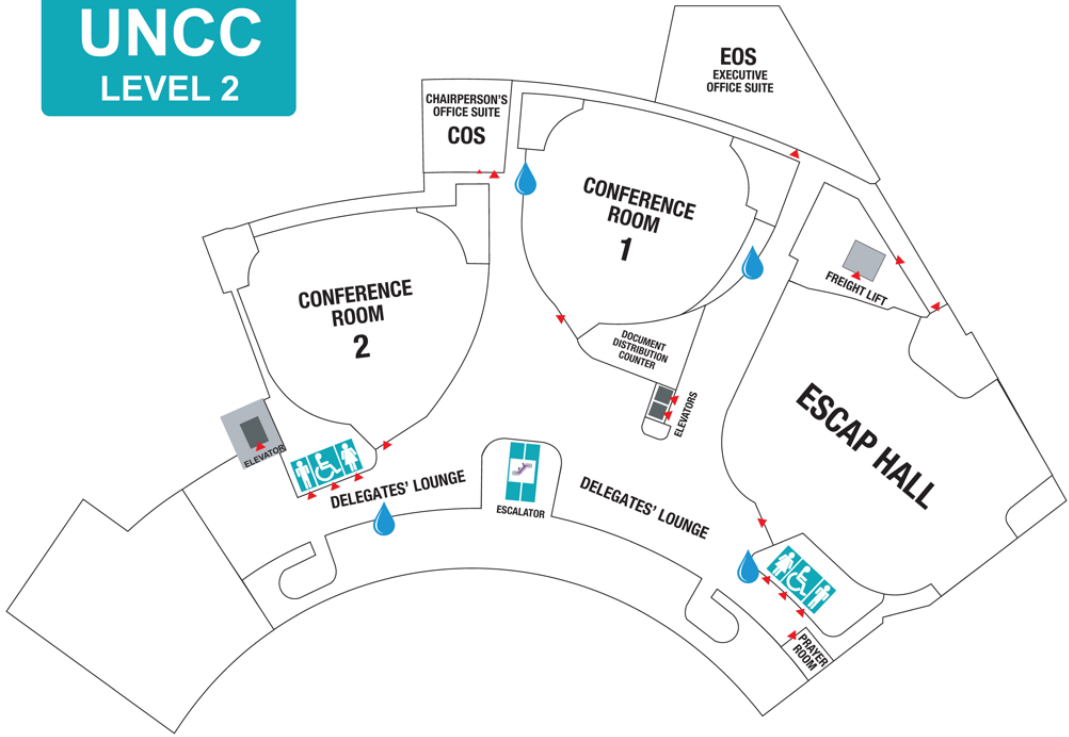 UNCC
LEVEL 2
EOS
EXECUTIVE
OFFICE SUITE
CHAIRPERSON'S
OFFICE SUITE
COS
CONFERENCE
ROOM
1
CONFERENCE
ROOM
2
FREIGHT LIFT
DOCUMENT
DISTRIBUTION
COUNTER
ELEVATORS
ESCAP HALL
ELEVATOR
DELEGATES' LOUNGE
ESCALATOR
DELEGATES' LOUNGE
PRAYER
ROOM